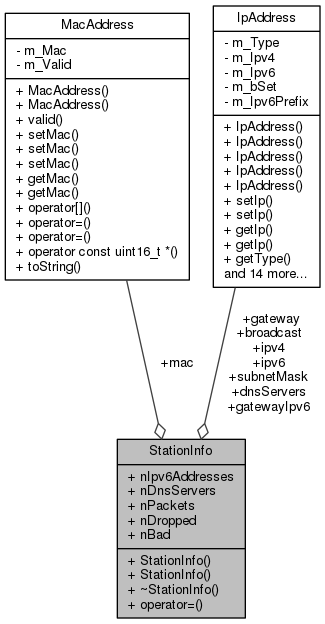 MacAddress
- m_Mac
- m_Valid
+ MacAddress()
+ MacAddress()
+ valid()
+ setMac()
+ setMac()
+ setMac()
+ getMac()
+ getMac()
+ operator[]()
+ operator=()
+ operator=()
+ operator const uint16_t *()
+ toString()
IpAddress
- m_Type
- m_Ipv4
- m_Ipv6
- m_bSet
- m_Ipv6Prefix
+ IpAddress()
+ IpAddress()
+ IpAddress()
+ IpAddress()
+ IpAddress()
+ setIp()
+ setIp()
+ getIp()
+ getIp()
+ getType()
and 14 more...
+mac
+gateway
+broadcast
+ipv4
+ipv6
+subnetMask
+dnsServers
+gatewayIpv6
StationInfo
+ nIpv6Addresses
+ nDnsServers
+ nPackets
+ nDropped
+ nBad
+ StationInfo()
+ StationInfo()
+ ~StationInfo()
+ operator=()